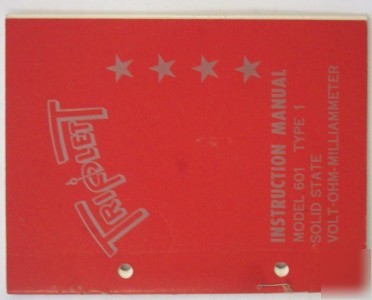 TRIPLETT
INSTRUCTION MANUAL
MODEL 601 TYPE 1
SOLID STATE
VOLT-OHM-MILLIAMMETER